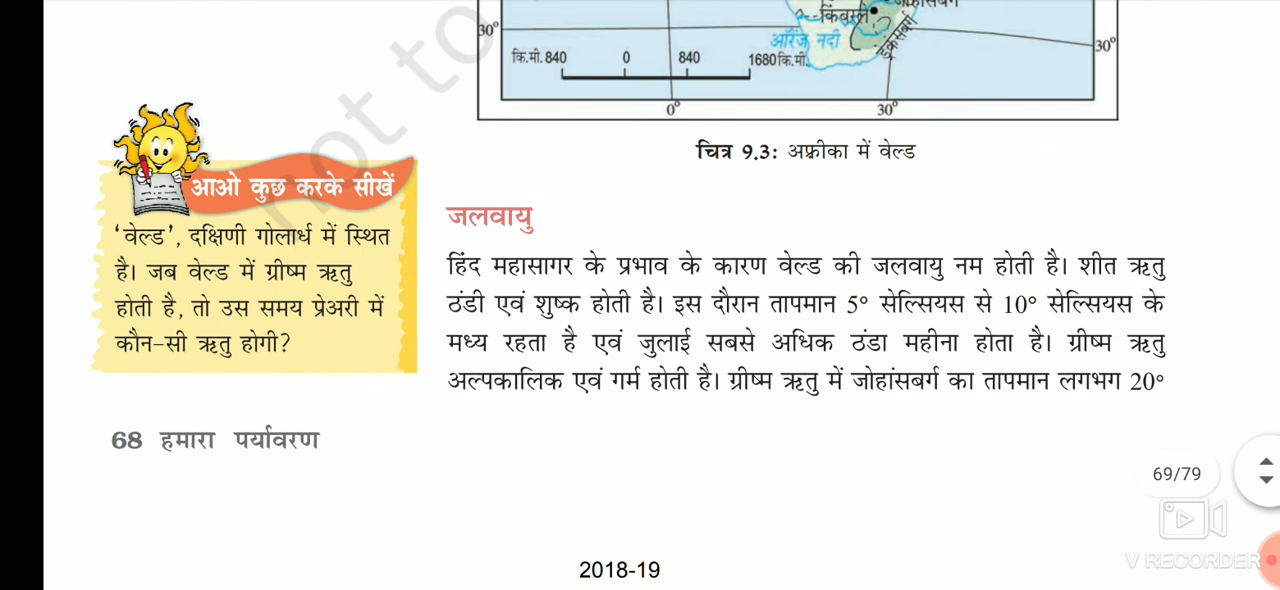 30°
किंबरले
ऑरेंज नदी
30°
कि.मी. 840 0 840 1680 कि.मी.
0° 30°
चित्र 9.3: अफ़्रीका में वेल्ड
not to
आओ कुछ करके सीखें
'वेल्ड', दक्षिणी गोलार्ध में स्थित
है। जब वेल्ड में ग्रीष्म ऋतु
होती है, तो उस समय प्रेअरी में
कौन-सी ऋतु होगी?
जलवायु
हिंद महासागर के प्रभाव के कारण वेल्ड की जलवायु नम होती है। शीत ऋतु
ठंडी एवं शुष्क होती है। इस दौरान तापमान 5° सेल्सियस से 10° सेल्सियस के
मध्य रहता है एवं जुलाई सबसे अधिक ठंडा महीना होता है। ग्रीष्म ऋतु
अल्पकालिक एवं गर्म होती है। ग्रीष्म ऋतु में जोहांसबर्ग का तापमान लगभग 20°
68 हमारा पर्यावरण
69/79
V RECORDER
2018-19